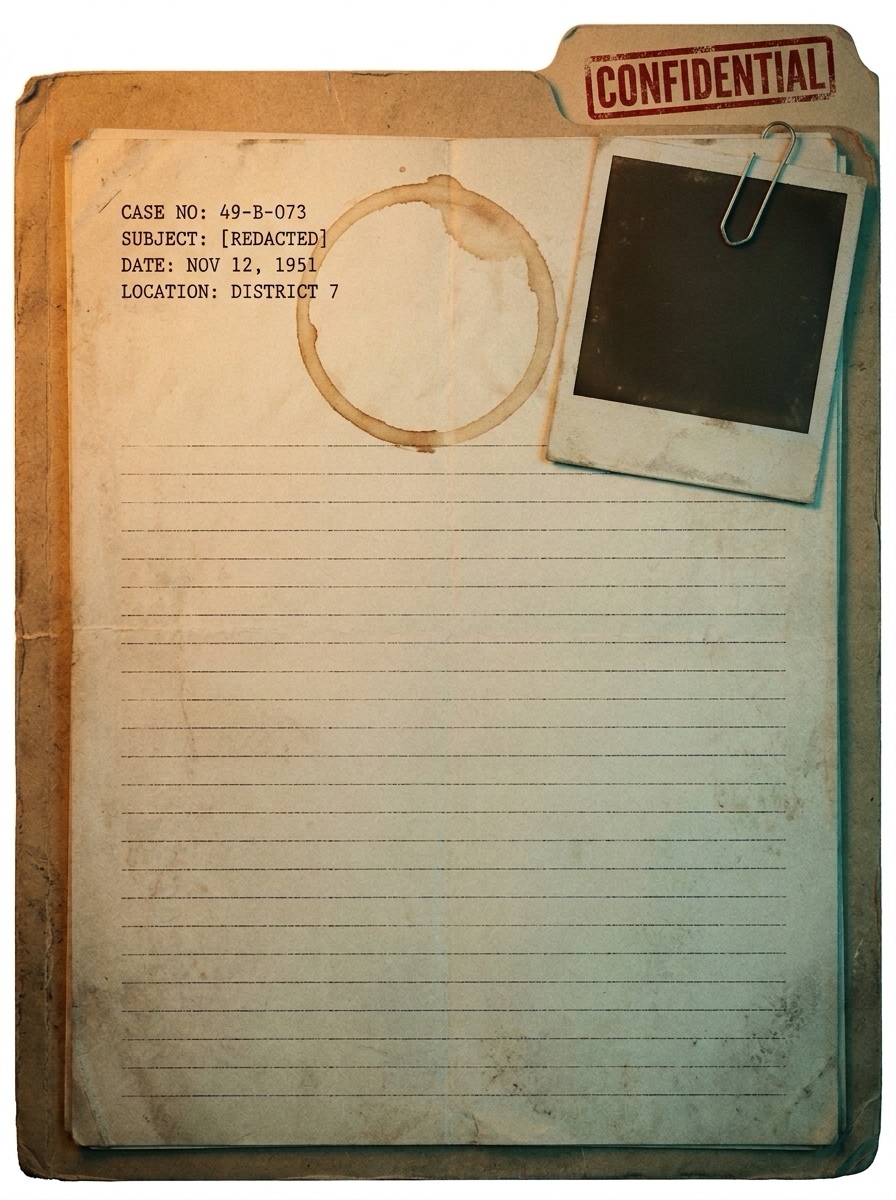 CONFIDENTIAL
CASE NO: 49-B-073
SUBJECT: [REDACTED]
DATE: NOV 12, 1951
LOCATION: DISTRICT 7